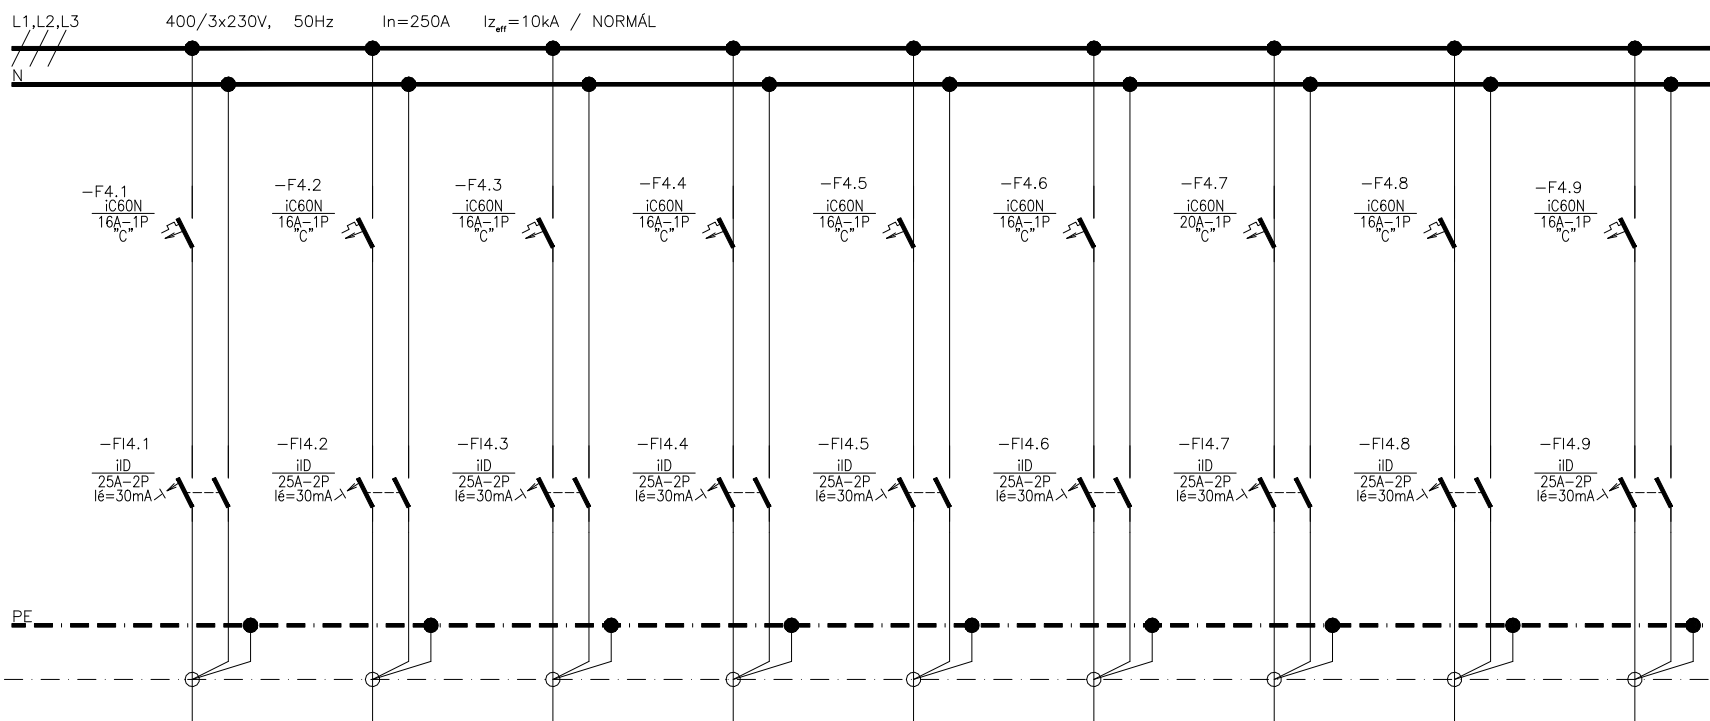 L1,L2,L3 400/3x230V, 50Hz In=250A Iz eff=10kA / NORMÁL
N
-F4.1
iC60N
16A-1P
"C"
-F4.2
iC60N
16A-1P
"C"
-F4.3
iC60N
16A-1P
"C"
-F4.4
iC60N
16A-1P
"C"
-F4.5
iC60N
16A-1P
"C"
-F4.6
iC60N
16A-1P
"C"
-F4.7
iC60N
20A-1P
"C"
-F4.8
iC60N
16A-1P
"C"
-F4.9
iC60N
16A-1P
"C"
-FI4.1
iID
25A-2P
Ié=30mA
-FI4.2
iID
25A-2P
Ié=30mA
-FI4.3
iID
25A-2P
Ié=30mA
-FI4.4
iID
25A-2P
Ié=30mA
-FI4.5
iID
25A-2P
Ié=30mA
-FI4.6
iID
25A-2P
Ié=30mA
-FI4.7
iID
25A-2P
Ié=30mA
-FI4.8
iID
25A-2P
Ié=30mA
-FI4.9
iID
25A-2P
Ié=30mA
PE